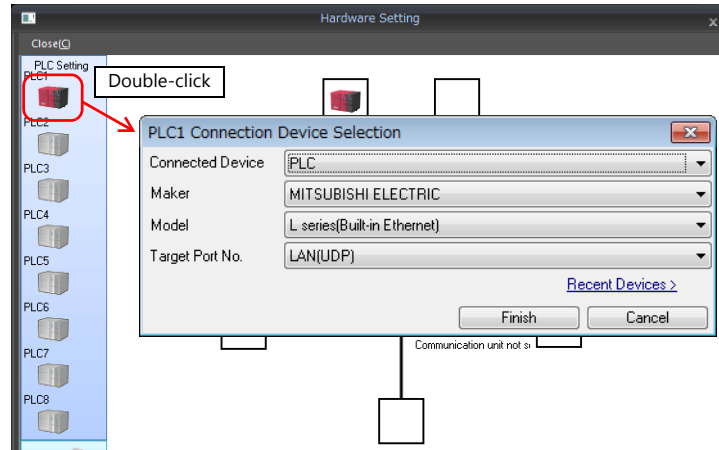 Hardware Setting
x
Close(C)
PLC Setting
PLC1
Double-click
PLC2
PLC3
PLC4
PLC5
PLC6
PLC7
PLC8
PLC1 Connection Device Selection
Connected Device PLC
Maker MITSUBISHI ELECTRIC
Model L series(Built-in Ethernet)
Target Port No. LAN(UDP)
Recent Devices >
Finish Cancel
Communication unit not